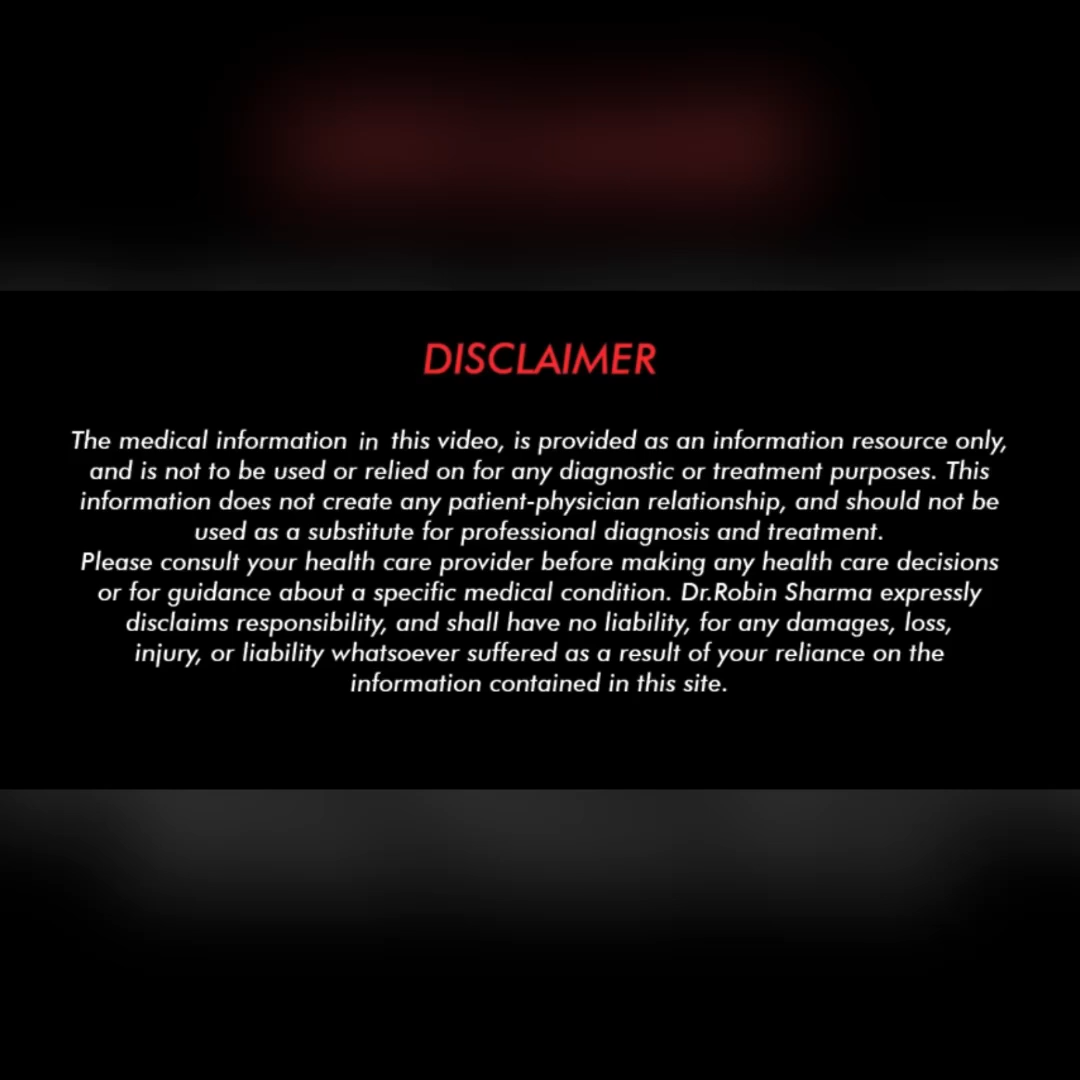 DISCLAIMER
The medical information in this video, is provided as an information resource only,
and is not to be used or relied on for any diagnostic or treatment purposes. This
information does not create any patient-physician relationship, and should not be
used as a substitute for professional diagnosis and treatment.
Please consult your health care provider before making any health care decisions
or for guidance about a specific medical condition. Dr.Robin Sharma expressly
disclaims responsibility, and shall have no liability, for any damages, loss,
injury, or liability whatsoever suffered as a result of your reliance on the
information contained in this site.